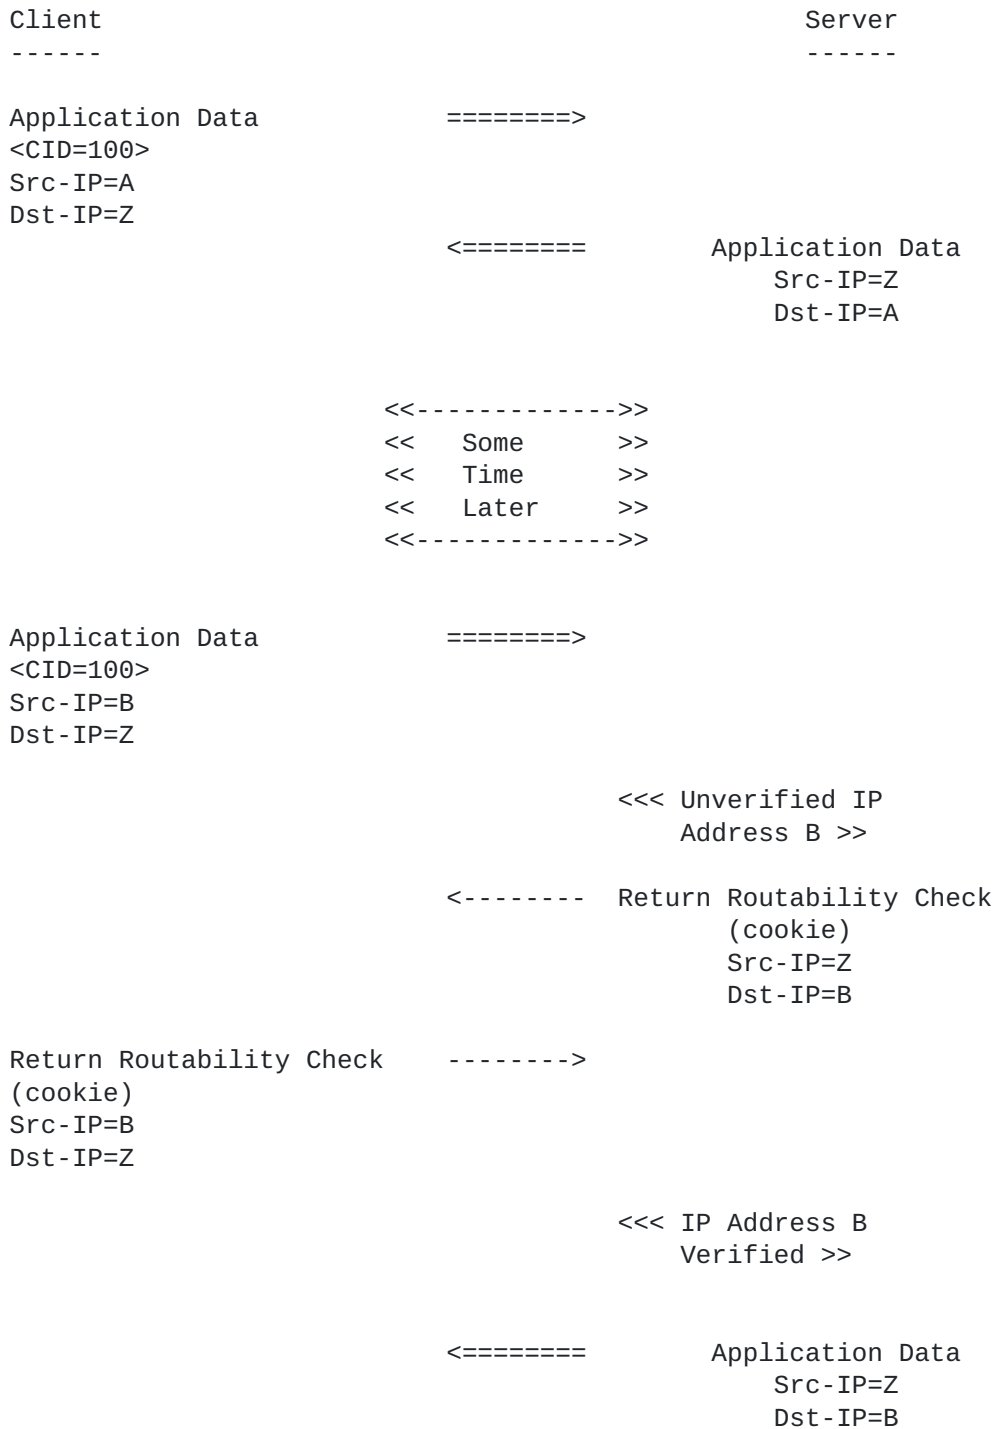 Client                                             Server
------                                             ------

Application Data            ========>
<CID=100>
Src-IP=A
Dst-IP=Z
                            <========        Application Data
                                                 Src-IP=Z
                                                 Dst-IP=A


                        <<------------->>
                        <<   Some      >>
                        <<   Time      >>
                        <<   Later     >>
                        <<------------->>


Application Data            ========>
<CID=100>
Src-IP=B
Dst-IP=Z

                                       <<< Unverified IP
                                           Address B >>

                            <--------  Return Routability Check
                                              (cookie)
                                              Src-IP=Z
                                              Dst-IP=B

Return Routability Check    -------->
(cookie)
Src-IP=B
Dst-IP=Z

                                       <<< IP Address B
                                           Verified >>


                            <========        Application Data
                                                 Src-IP=Z
                                                 Dst-IP=B